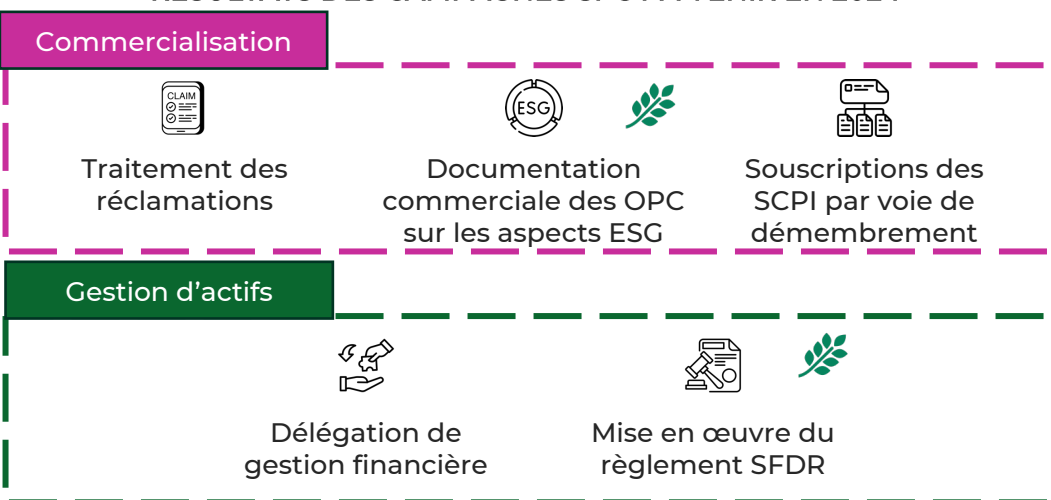 Commercialisation
CLAIM
ESG
Traitement des
réclamations
Documentation
commerciale des OPC
sur les aspects ESG
Souscriptions des
SCPI par voie de
démembrement
Gestion d'actifs
Délégation de
gestion financière
Mise en œuvre du
règlement SFDR